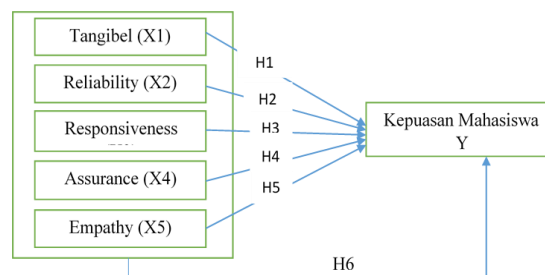 Tangibel (X1)
H1
Reliability (X2)
H2
Responsiveness
H3
Kepuasan Mahasiswa
Y
Assurance (X4)
H4
Empathy (X5)
H5
H6